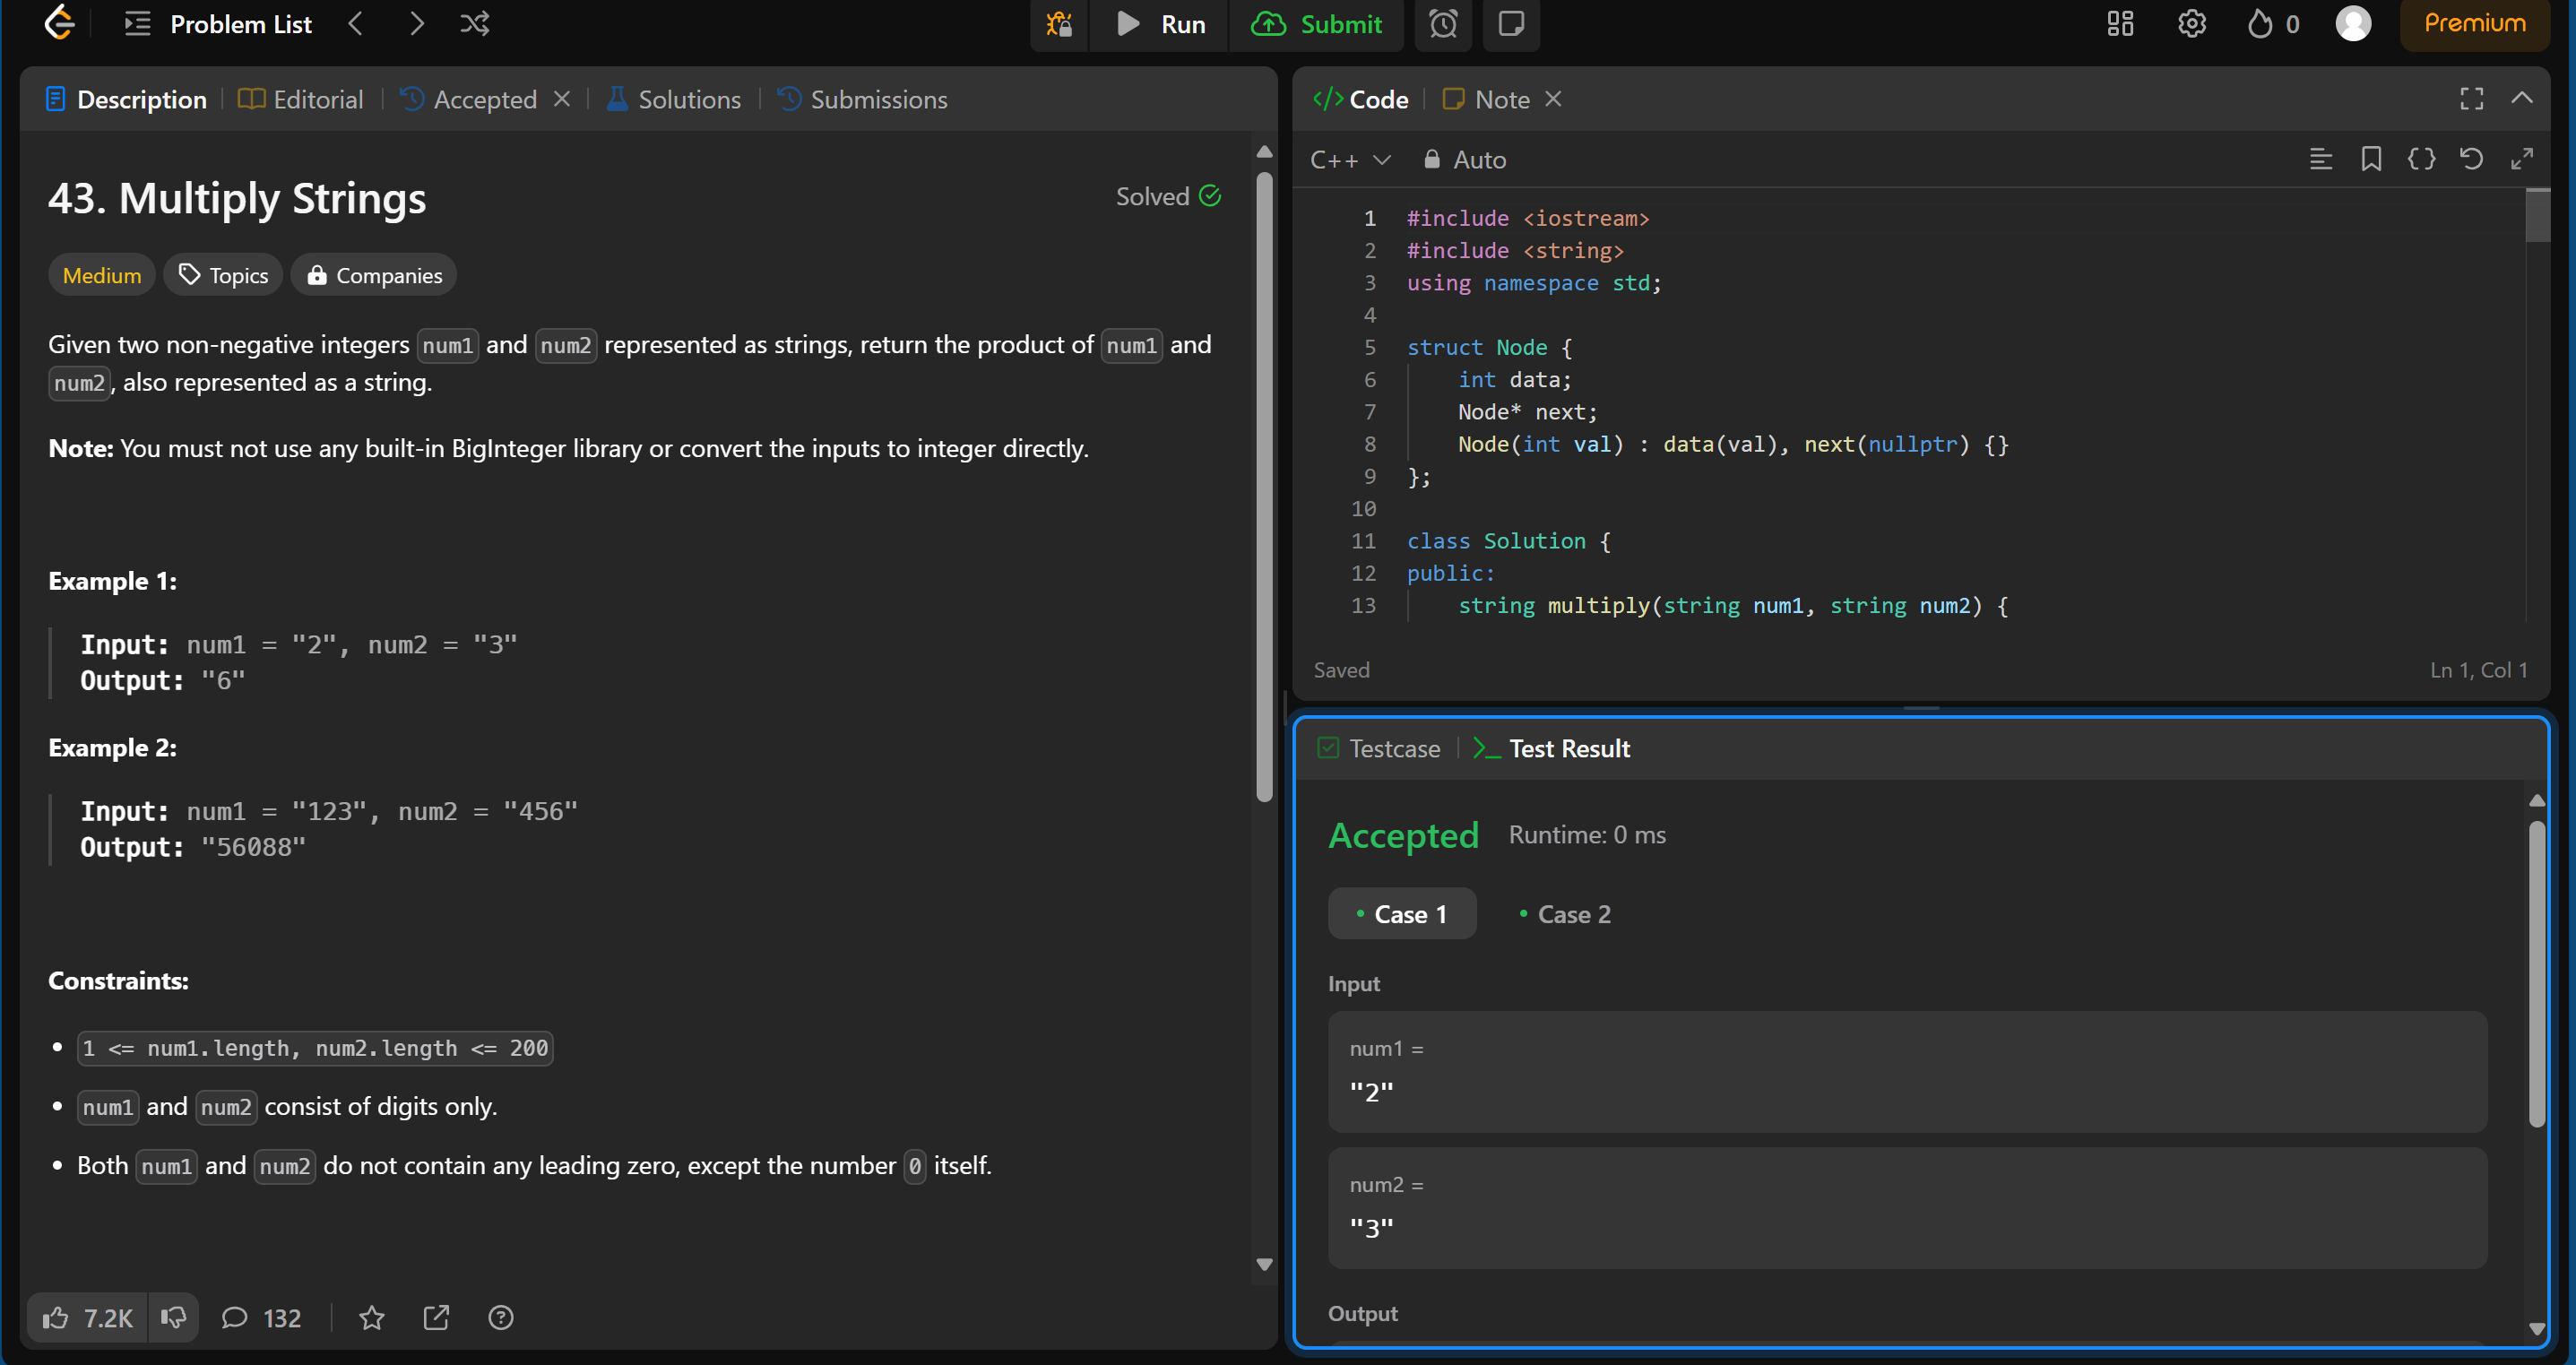 Problem List
Run
Submit
0
Premium
Description
Editorial
Accepted
Solutions
Submissions
43. Multiply Strings
Solved
Medium
Topics
Companies
Given two non-negative integers num1 and num2 represented as strings, return the product of num1 and
num2, also represented as a string.
Note: You must not use any built-in BigInteger library or convert the inputs to integer directly.
Example 1:
Input: num1 = "2", num2 = "3"
Output: "6"
Example 2:
Input: num1 = "123", num2 = "456"
Output: "56088"
Constraints:
• 1 <= num1.length, num2.length <= 200
• num1 and num2 consist of digits only.
• Both num1 and num2 do not contain any leading zero, except the number 0 itself.
7.2K
132
</> Code
Note
C++
Auto
1 #include <iostream>
2 #include <string>
3 using namespace std;
4
5 struct Node {
6 int data;
7 Node* next;
8 Node(int val) : data(val), next(nullptr) {}
9 };
10
11 class Solution {
12 public:
13 string multiply(string num1, string num2) {
Saved
Ln 1, Col 1
Testcase
>_ Test Result
Accepted
Runtime: 0 ms
• Case 1
• Case 2
Input
num1 =
"2"
num2 =
"3"
Output